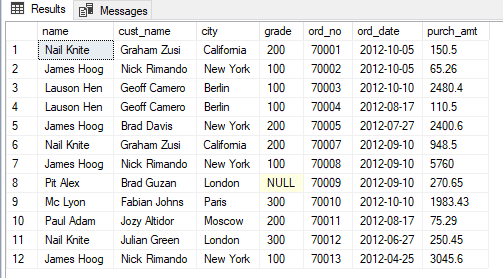 Results Messages
name cust_name city grade ord_no ord_date purch_amt
1 Nail Knite Graham Zusi California 200 70001 2012-10-05 150.5
2 James Hoog Nick Rimando New York 100 70002 2012-10-05 65.26
3 Lauson Hen Geoff Camero Berlin 100 70003 2012-10-10 2480.4
4 Lauson Hen Geoff Camero Berlin 100 70004 2012-08-17 110.5
5 James Hoog Brad Davis New York 200 70005 2012-07-27 2400.6
6 Nail Knite Graham Zusi California 200 70007 2012-09-10 948.5
7 James Hoog Nick Rimando New York 100 70008 2012-09-10 5760
8 Pit Alex Brad Guzan London NULL 70009 2012-09-10 270.65
9 Mc Lyon Fabian Johns Paris 300 70010 2012-10-10 1983.43
10 Paul Adam Jozy Altidor Moscow 200 70011 2012-08-17 75.29
11 Nail Knite Julian Green London 300 70012 2012-06-27 250.45
12 James Hoog Nick Rimando New York 100 70013 2012-04-25 3045.6